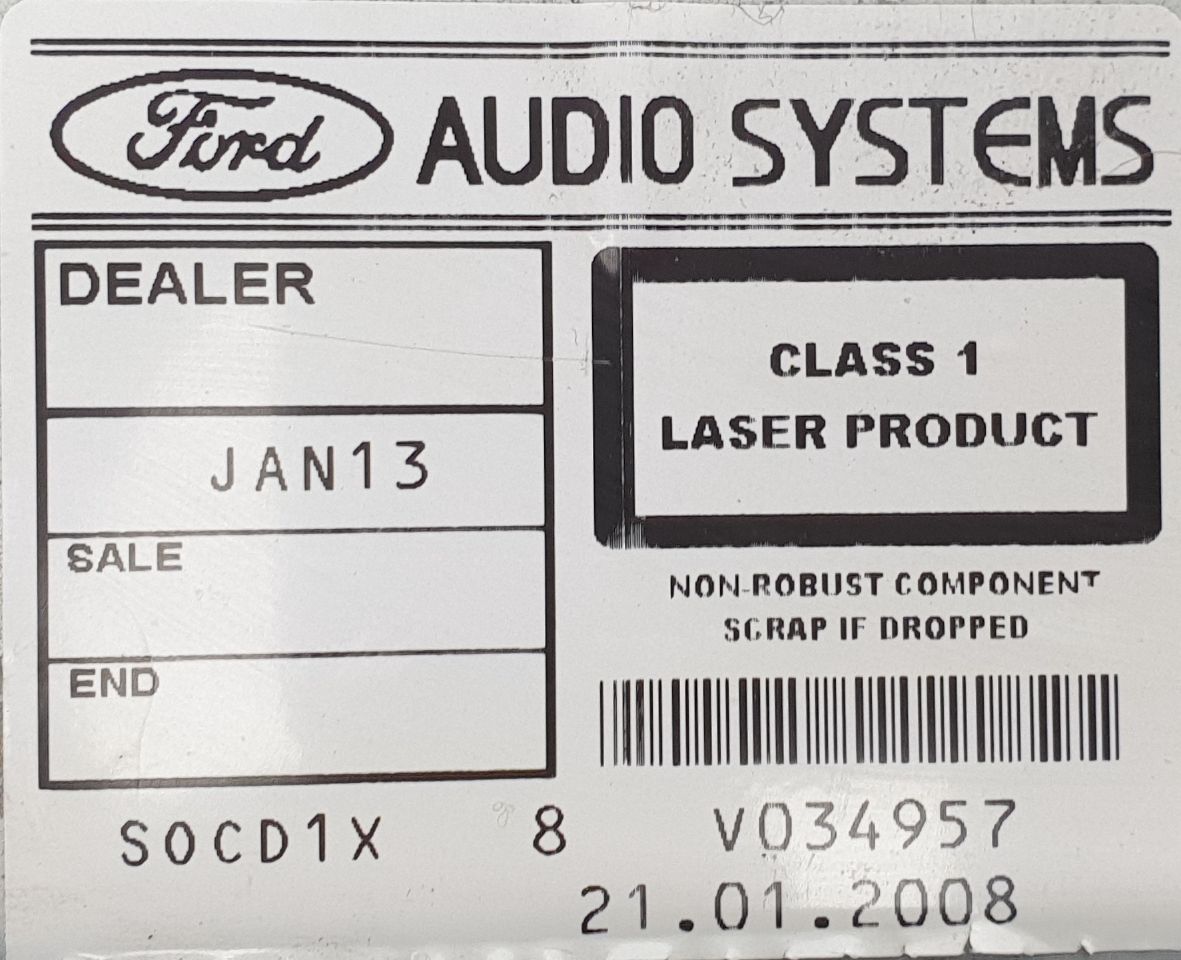 Ford AUDIO SYSTEMS
DEALER
JAN13
SALE
END
CLASS 1
LASER PRODUCT
NON-ROBUST COMPONENT
SCRAP IF DROPPED
S0CD1X 8 V034957
21.01.2008